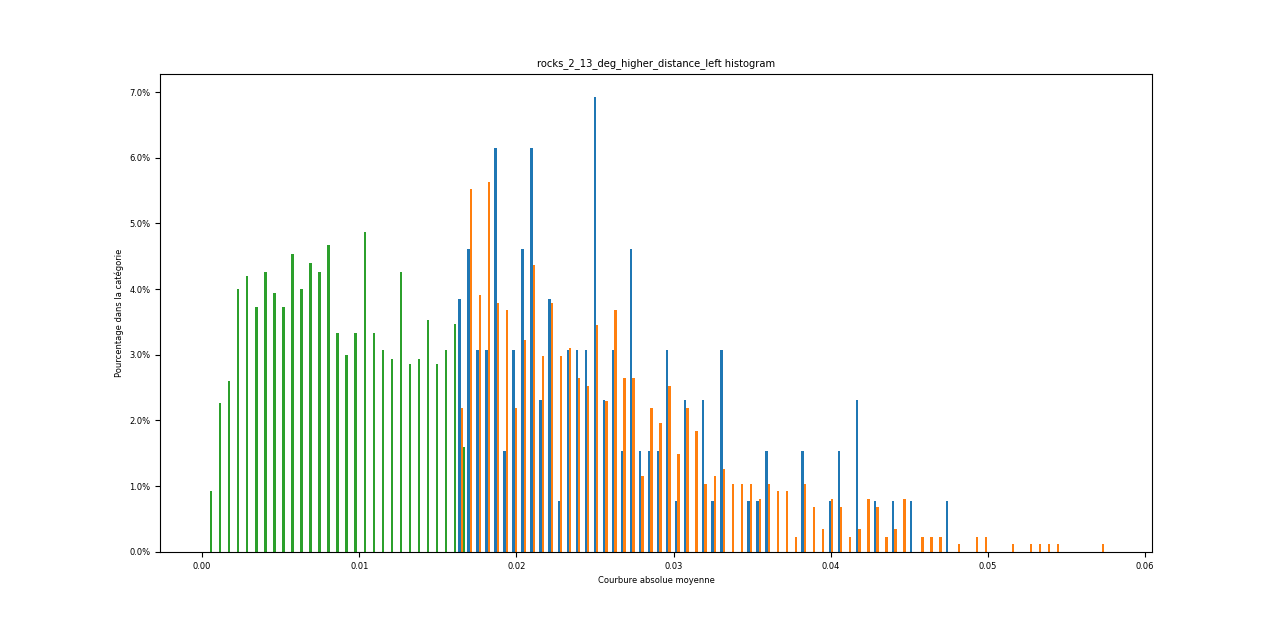 rocks_2_13_deg_higher_distance_left histogram
7.0%
6.0%
5.0%
4.0%
3.0%
2.0%
1.0%
0.0%
Pourcentage dans la catégorie
0.00 0.01 0.02 0.03 0.04 0.05 0.06
Courbure absolue moyenne